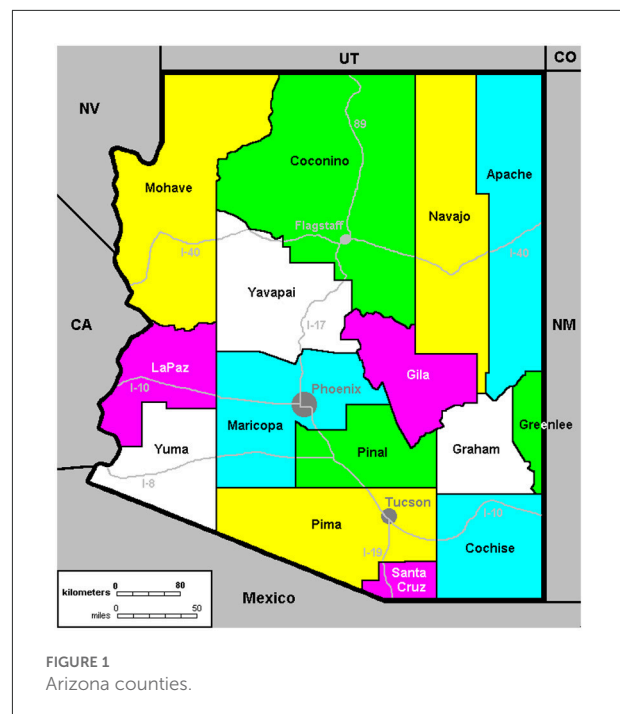 UT
CO
NV
89
Coconino
Apache
Mohave
Navajo
Flagstaff
I-40
I-40
Yavapai
CA
I-17
NM
LaPaz
Gila
I-10
Phoenix
Greenlee
Maricopa
Yuma
Pinal
Graham
I-8
Tucson
I-10
Pima
Cochise
I-19
Santa
Cruz
kilometers 0 80
Mexico
miles 0 50
FIGURE 1
Arizona counties.